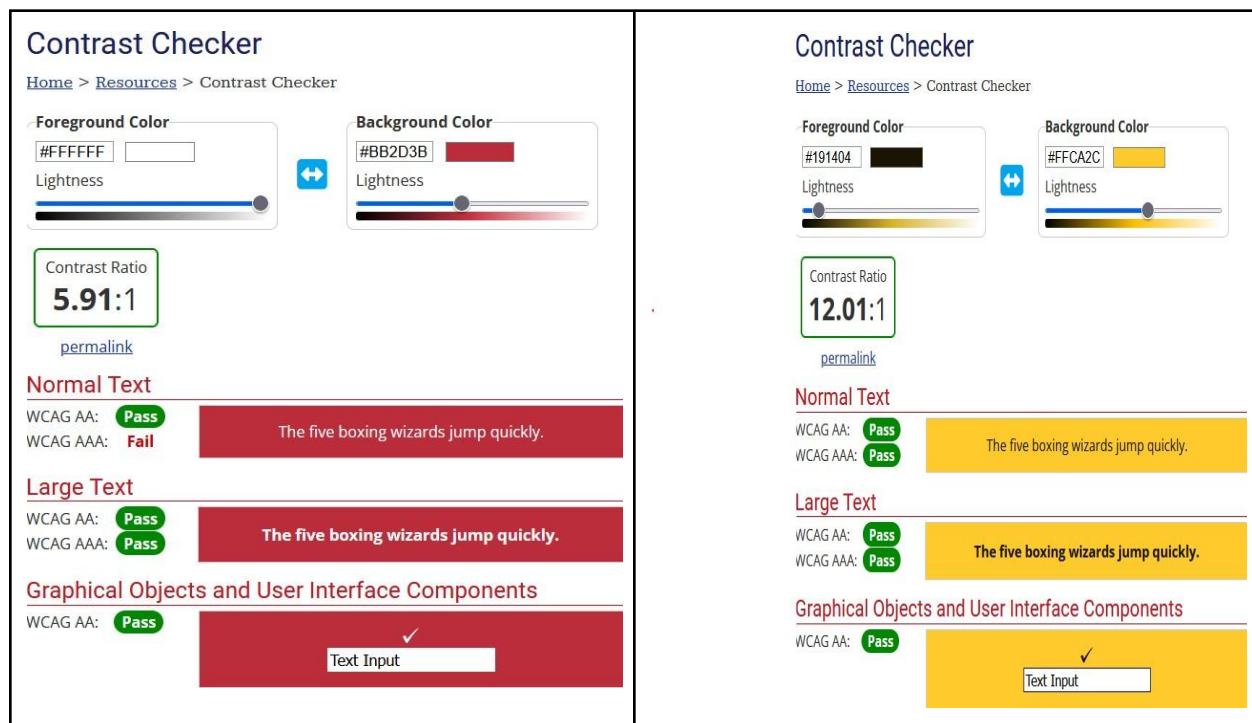 Contrast Checker
Home > Resources > Contrast Checker
Foreground Color
#FFFFFF
Lightness
Background Color
#BB2D3B
Lightness
Contrast Ratio
5.91:1
permalink
Normal Text
WCAG AA: Pass
WCAG AAA: Fail
The five boxing wizards jump quickly.
Large Text
WCAG AA: Pass
WCAG AAA: Pass
The five boxing wizards jump quickly.
Graphical Objects and User Interface Components
WCAG AA: Pass
✓
Text Input
Contrast Checker
Home > Resources > Contrast Checker
Foreground Color
#191404
Lightness
Background Color
#FFCA2C
Lightness
Contrast Ratio
12.01:1
permalink
Normal Text
WCAG AA: Pass
WCAG AAA: Pass
The five boxing wizards jump quickly.
Large Text
WCAG AA: Pass
WCAG AAA: Pass
The five boxing wizards jump quickly.
Graphical Objects and User Interface Components
WCAG AA: Pass
✓
Text Input